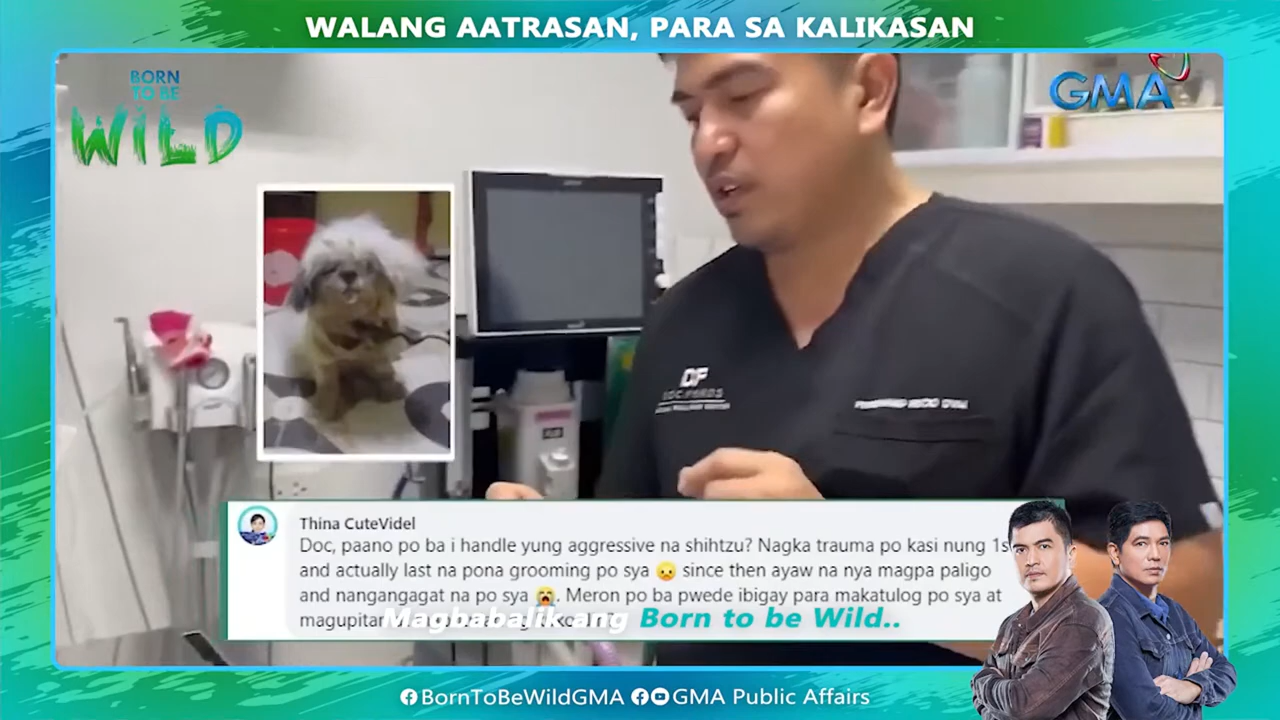 WALANG AATRASAN, PARA SA KALIKASAN
BORN
TO BE
WILD
GMA
DF
DOC FERDS
Thina CuteVidel
Doc, paano po ba i handle yung aggressive na shihtzu? Nagka trauma po kasi nung 1s
and actually last na pona grooming po sya ☹️ since then ayaw na nya magpa paligo
and nangangagat na po sya 😭. Meron po ba pwede ibigay para makatulog po sya at
magupitan
Magbabalik ang Born to be Wild..
BornToBeWildGMA GMA Public Affairs